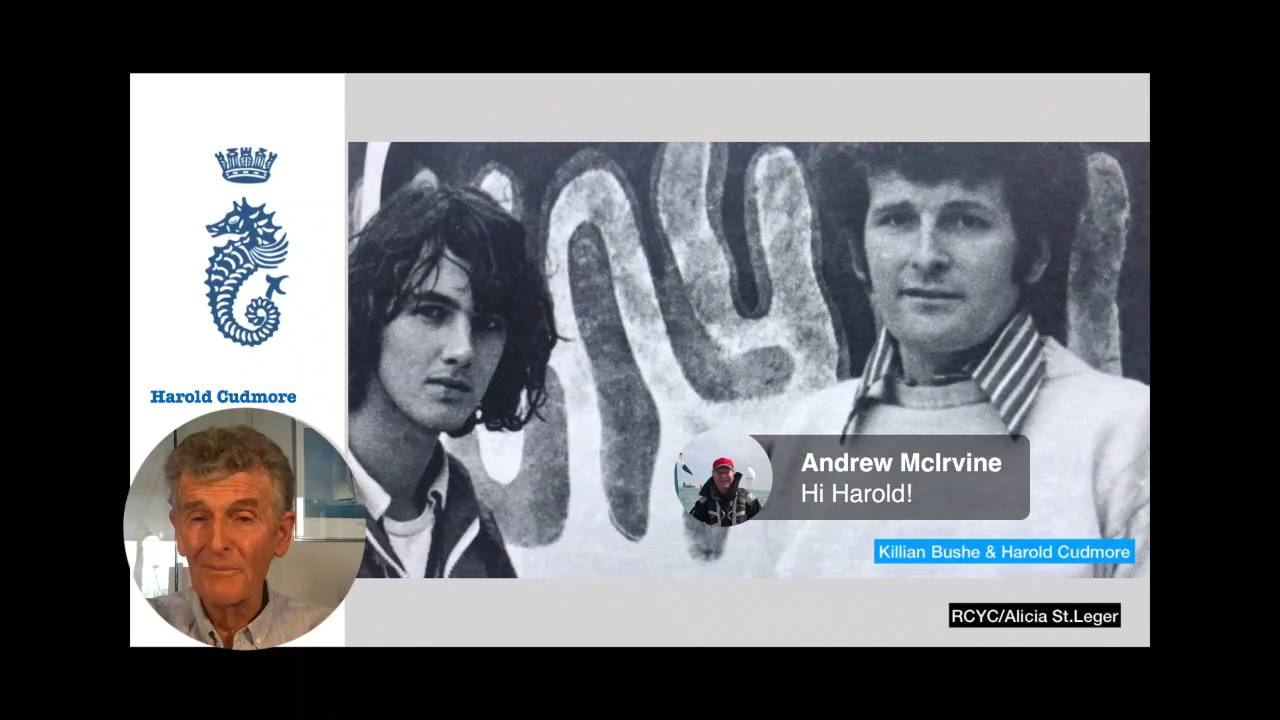 Harold Cudmore
Andrew McIrvine
Hi Harold!
Killian Bushe & Harold Cudmore
RCYC/Alicia St.Leger